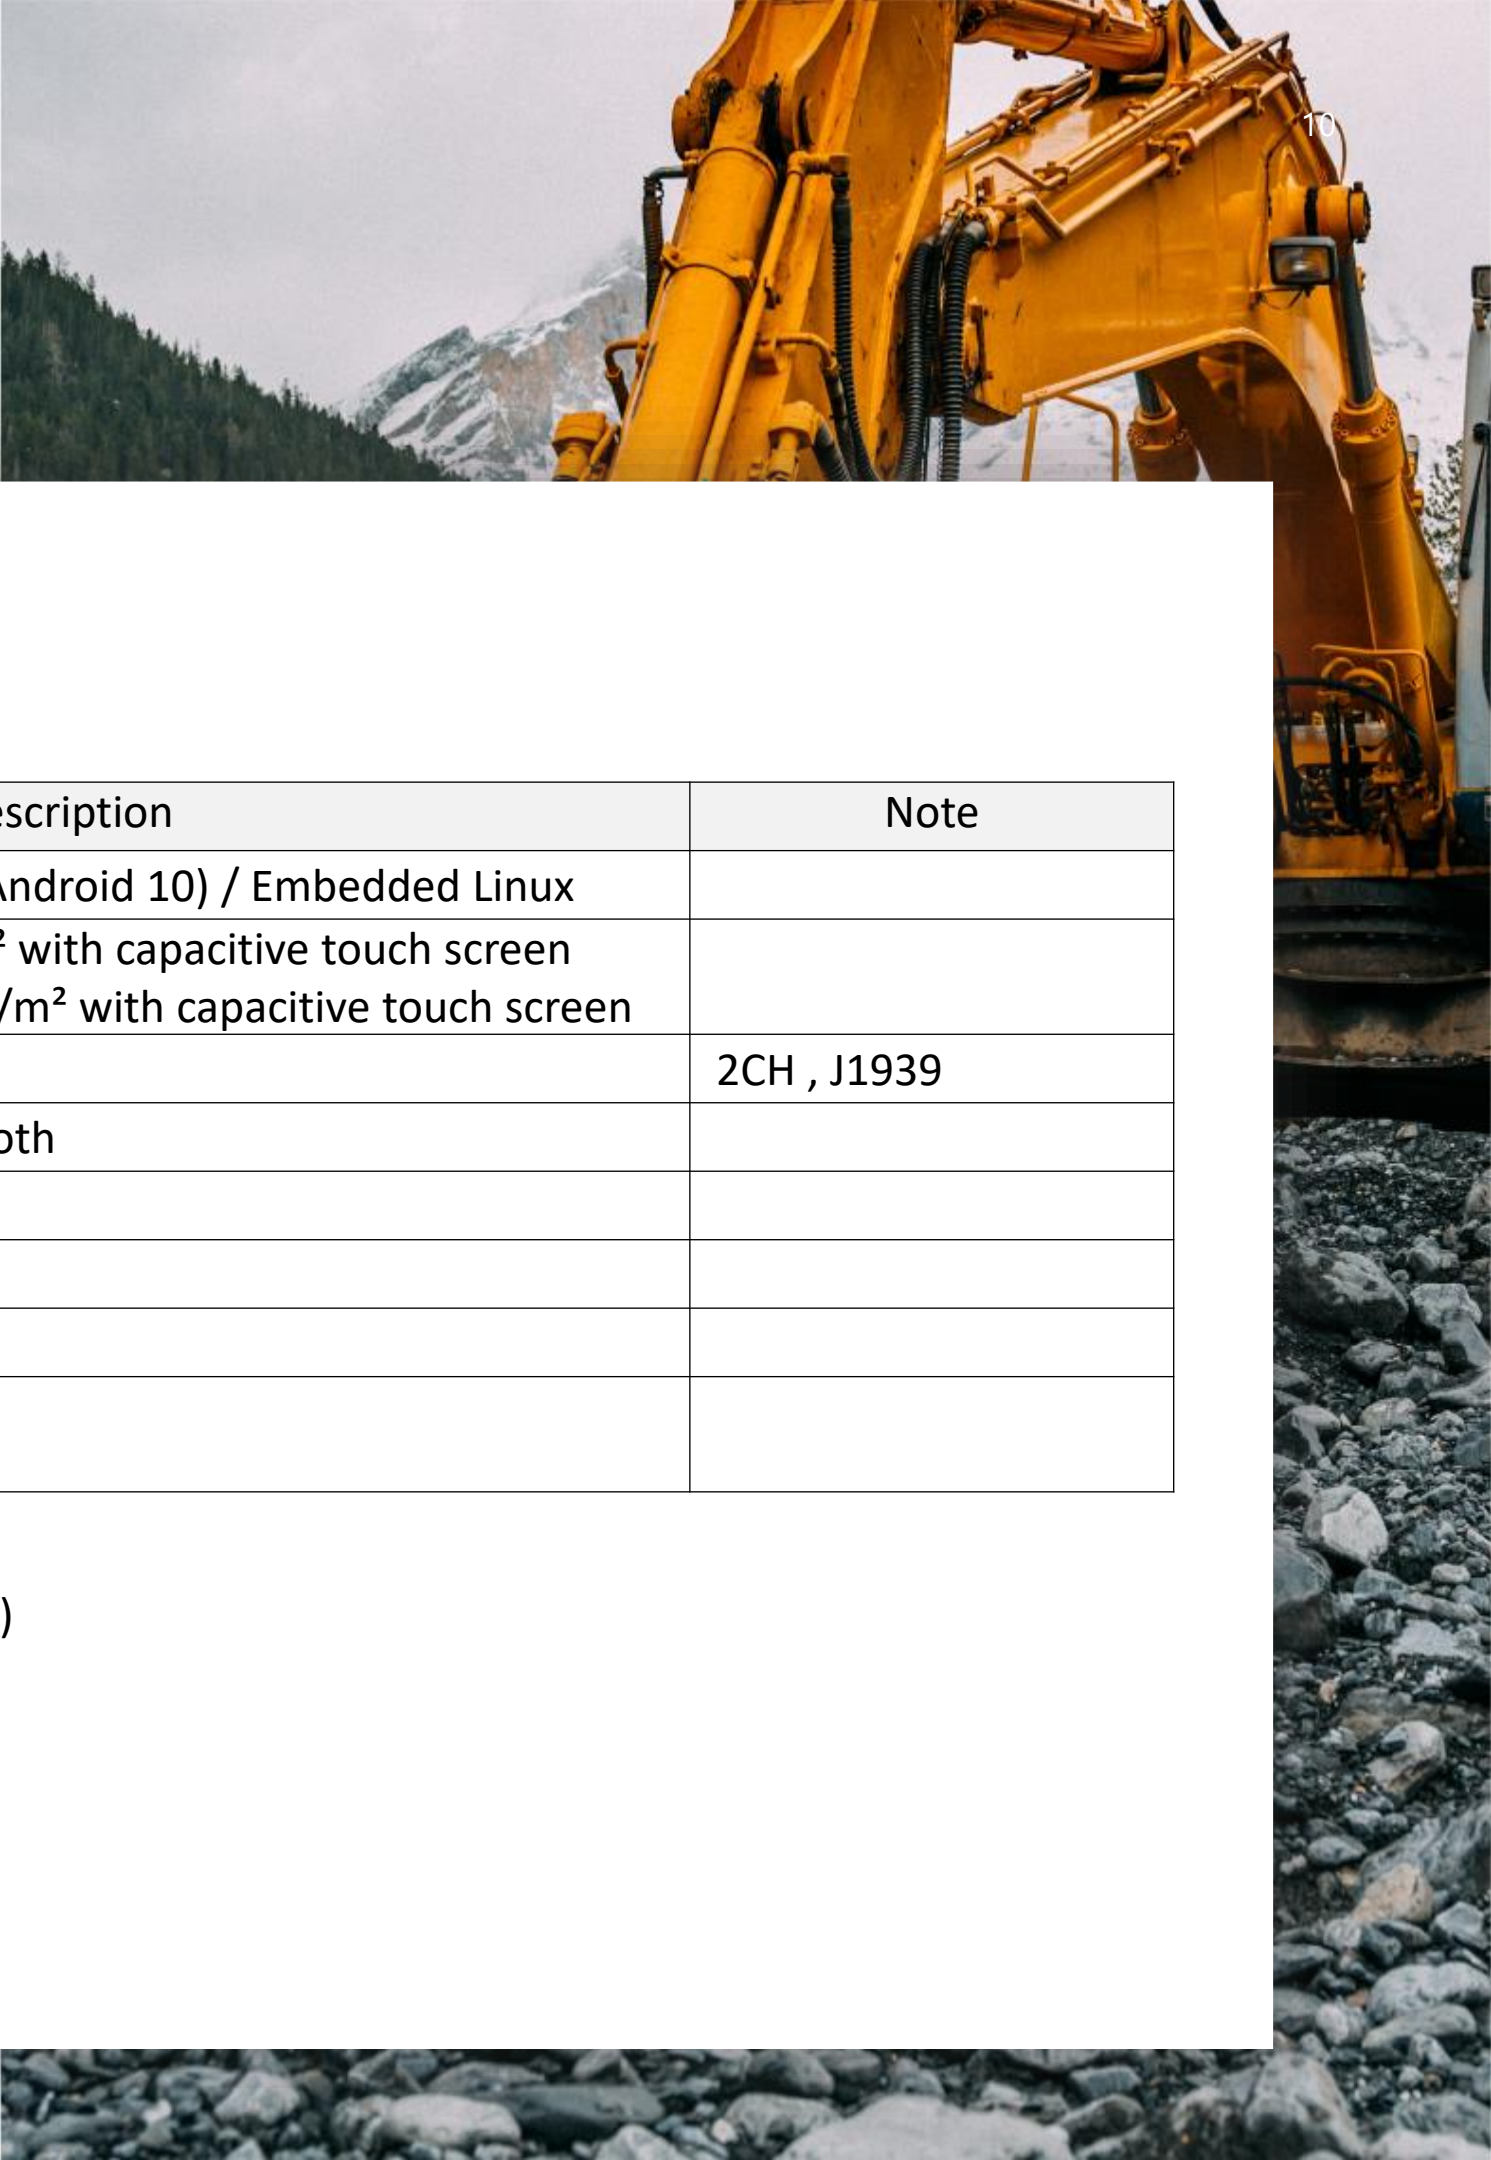 10
escription Note
Android 10) / Embedded Linux
² with capacitive touch screen
/m² with capacitive touch screen
2CH , J1939
oth
)